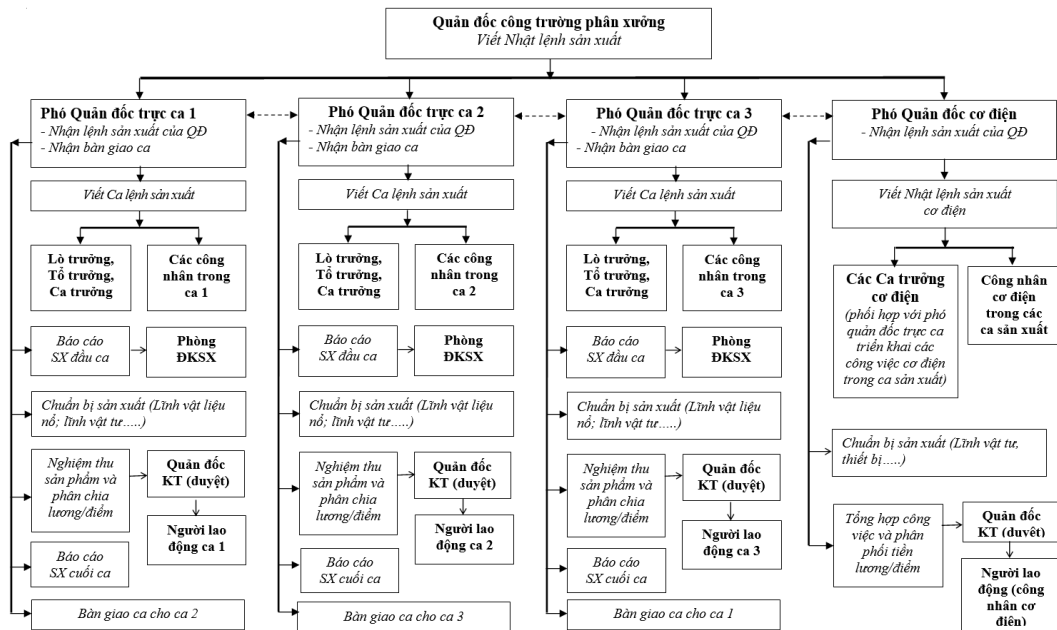 Quản đốc công trường phân xưởng
Viết Nhật lệnh sản xuất
Phó Quản đốc trực ca 1
- Nhận lệnh sản xuất của QĐ
- Nhận bàn giao ca
Viết Ca lệnh sản xuất
Lò trưởng,
Tổ trưởng,
Ca trưởng
Các công
nhân trong
ca 1
Báo cáo
SX đầu ca
Phòng
ĐKSX
Chuẩn bị sản xuất (Lĩnh vật liệu
nổ; lĩnh vật tư…..)
Nghiệm thu
sản phẩm và
phân chia
lương/điểm
Quản đốc
KT (duyệt)
Người lao
động ca 1
Báo cáo
SX cuối ca
Bàn giao ca cho ca 2
Phó Quản đốc trực ca 2
- Nhận lệnh sản xuất của QĐ
- Nhận bàn giao ca
Viết Ca lệnh sản xuất
Lò trưởng,
Tổ trưởng,
Ca trưởng
Các công
nhân trong
ca 2
Báo cáo
SX đầu ca
Phòng
ĐKSX
Chuẩn bị sản xuất (Lĩnh vật liệu
nổ; lĩnh vật tư…..)
Nghiệm thu
sản phẩm và
phân chia
lương/điểm
Quản đốc
KT (duyệt)
Người lao
động ca 2
Báo cáo
SX cuối ca
Bàn giao ca cho ca 3
Phó Quản đốc trực ca 3
- Nhận lệnh sản xuất của QĐ
- Nhận bàn giao ca
Viết Ca lệnh sản xuất
Lò trưởng,
Tổ trưởng,
Ca trưởng
Các công
nhân trong
ca 3
Báo cáo
SX đầu ca
Phòng
ĐKSX
Chuẩn bị sản xuất (Lĩnh vật liệu
nổ; lĩnh vật tư…..)
Nghiệm thu
sản phẩm và
phân chia
lương/điểm
Quản đốc
KT (duyệt)
Người lao
động ca 3
Báo cáo
SX cuối ca
Bàn giao ca cho ca 1
Phó Quản đốc cơ điện
- Nhận lệnh sản xuất của QĐ
Viết Nhật lệnh sản xuất
cơ điện
Các Ca trưởng
cơ điện
(phối hợp với phó
quản đốc trực ca
triển khai các
công việc cơ điện
trong ca sản xuất)
Công nhân
cơ điện
trong các
ca sản xuất
Chuẩn bị sản xuất (Lĩnh vật tư,
thiết bị…..)
Tổng hợp công
việc và phân
phối tiền
lương/điểm
Quản đốc
KT (duyêt)
Người lao
động (công
nhân cơ
điện)